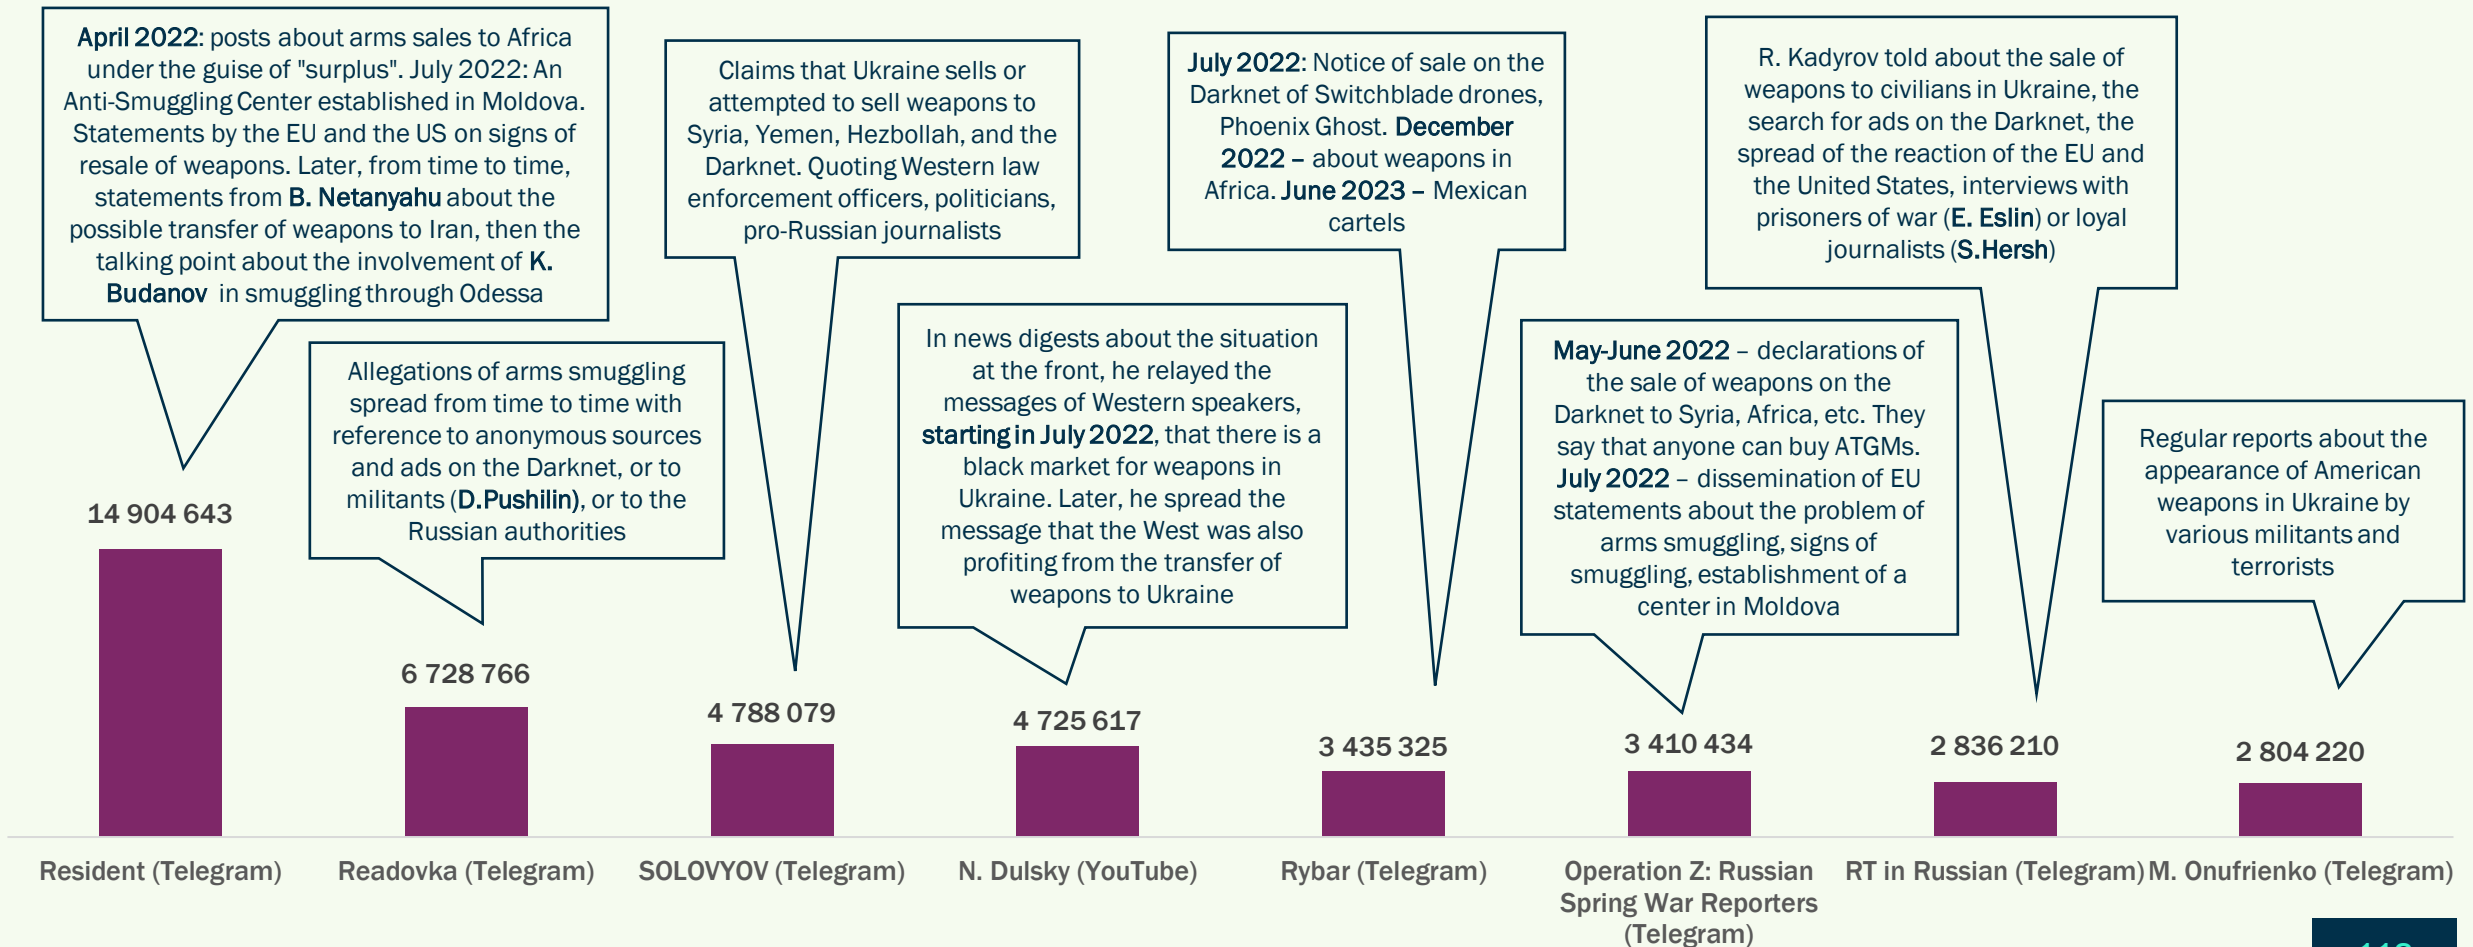 April 2022: posts about arms sales to Africa
under the guise of "surplus". July 2022: An
Anti-Smuggling Center established in Moldova.
Statements by the EU and the US on signs of
resale of weapons. Later, from time to time,
statements from B. Netanyahu about the
possible transfer of weapons to Iran, then the
talking point about the involvement of K.
Budanov in smuggling through Odessa
Allegations of arms smuggling
spread from time to time with
reference to anonymous sources
and ads on the Darknet, or to
militants (D.Pushilin), or to the
Russian authorities
Claims that Ukraine sells or
attempted to sell weapons to
Syria, Yemen, Hezbollah, and the
Darknet. Quoting Western law
enforcement officers, politicians,
pro-Russian journalists
In news digests about the situation
at the front, he relayed the
messages of Western speakers,
starting in July 2022, that there is a
black market for weapons in
Ukraine. Later, he spread the
message that the West was also
profiting from the transfer of
weapons to Ukraine
July 2022: Notice of sale on the
Darknet of Switchblade drones,
Phoenix Ghost. December
2022 – about weapons in
Africa. June 2023 – Mexican
cartels
May-June 2022 – declarations of
the sale of weapons on the
Darknet to Syria, Africa, etc. They
say that anyone can buy ATGMs.
July 2022 – dissemination of EU
statements about the problem of
arms smuggling, signs of
smuggling, establishment of a
center in Moldova
R. Kadyrov told about the sale of
weapons to civilians in Ukraine, the
search for ads on the Darknet, the
spread of the reaction of the EU and
the United States, interviews with
prisoners of war (E. Eslin) or loyal
journalists (S.Hersh)
Regular reports about the
appearance of American
weapons in Ukraine by
various militants and
terrorists
14 904 643
6 728 766
4 788 079
4 725 617
3 435 325
3 410 434
2 836 210
2 804 220
Resident (Telegram)
Readovka (Telegram)
SOLOVYOV (Telegram)
N. Dulsky (YouTube)
Rybar (Telegram)
Operation Z: Russian
Spring War Reporters
(Telegram)
RT in Russian (Telegram)
M. Onufrienko (Telegram)